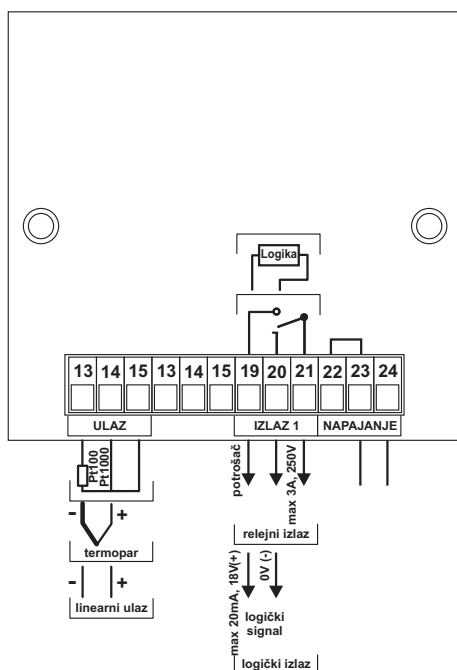 Logika
13 14 15 13 14 15 19 20 21 22 23 24
ULAZ IZLAZ 1 NAPAJANJE
Pt100
Pt1000
- +
termopar
- +
linearni ulaz
potrošač
max 3A, 250V
relejni izlaz
max 20mA, 18V(+)
0V (-)
logički
signal
logički izlaz